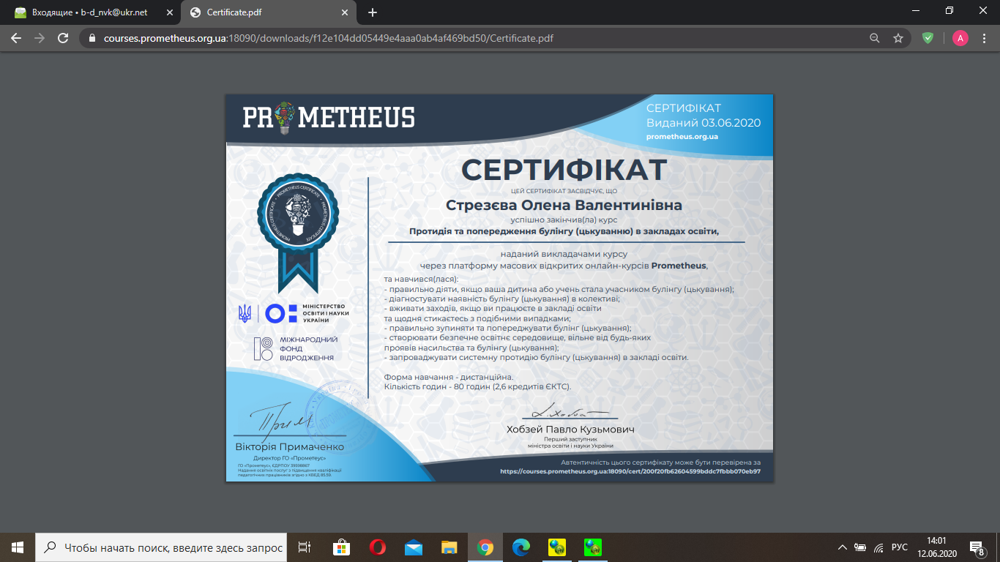 Входящие • b-d_nvk@ukr.net
Certificate.pdf
courses.prometheus.org.ua:18090/downloads/f12e104dd05449e4aaa0ab4af469bd50/Certificate.pdf
A
PROMETHEUS
СЕРТИФІКАТ
Виданий 03.06.2020
prometheus.org.ua
СЕРТИФІКАТ
ЦЕЙ СЕРТИФІКАТ ЗАСВІДЧУЄ, ЩО
Стрезєва Олена Валентинівна
успішно закінчив(ла) курс
Протидія та попередження булінгу (цькуванню) в закладах освіти,
наданий викладачами курсу
через платформу масових відкритих онлайн-курсів Prometheus,
та навчився(лася):
- правильно діяти, якщо ваша дитина або учень стала учасником булінгу (цькування);
- діагностувати наявність булінгу (цькування) в колективі;
- вживати заходів, якщо ви працюєте в закладі освіти
та щодня стикаєтесь з подібними випадками;
- правильно зупиняти та попереджувати булінг (цькування);
- створювати безпечне освітнє середовище, вільне від будь-яких
проявів насильства та булінгу (цькування);
- запроваджувати системну протидію булінгу (цькування) в закладі освіти.
Форма навчання - дистанційна.
Кількість годин - 80 годин (2,6 кредитів ЄКТС).
PROMETHEUS CERTIFICATE • PROMETHEUS CERTIFICATE • PROMETHEUS CERTIFICATE •
МІНІСТЕРСТВО
ОСВІТИ І НАУКИ
УКРАЇНИ
МІЖНАРОДНИЙ
ФОНД
ВІДРОДЖЕННЯ
Вікторія Примаченко
Директор ГО «Прометеус»
ГО «Прометеус», ЄДРПОУ 39598867
Надання освітніх послуг з підвищення кваліфікації
педагогічних працівників згідно з КВЕД 85.59.
Хобзей Павло Кузьмович
Перший заступник
міністра освіти і науки України
Автентичність цього сертифікату може бути перевірена за
https://courses.prometheus.org.ua:18090/cert/200f20fb62604599bddc7fbbb070eb97
Чтобы начать поиск, введите здесь запрос
РУС
14:01
12.06.2020
8